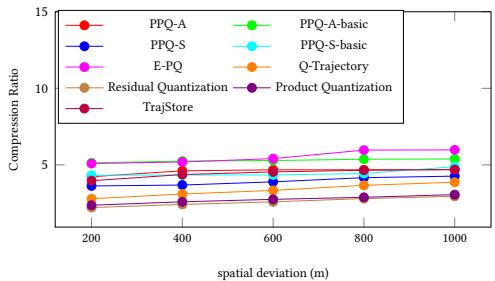 15
10
5
Compression Ratio
PPQ-A PPQ-A-basic
PPQ-S PPQ-S-basic
E-PQ Q-Trajectory
Residual Quantization Product Quantization
TrajStore
200 400 600 800 1000
spatial deviation (m)